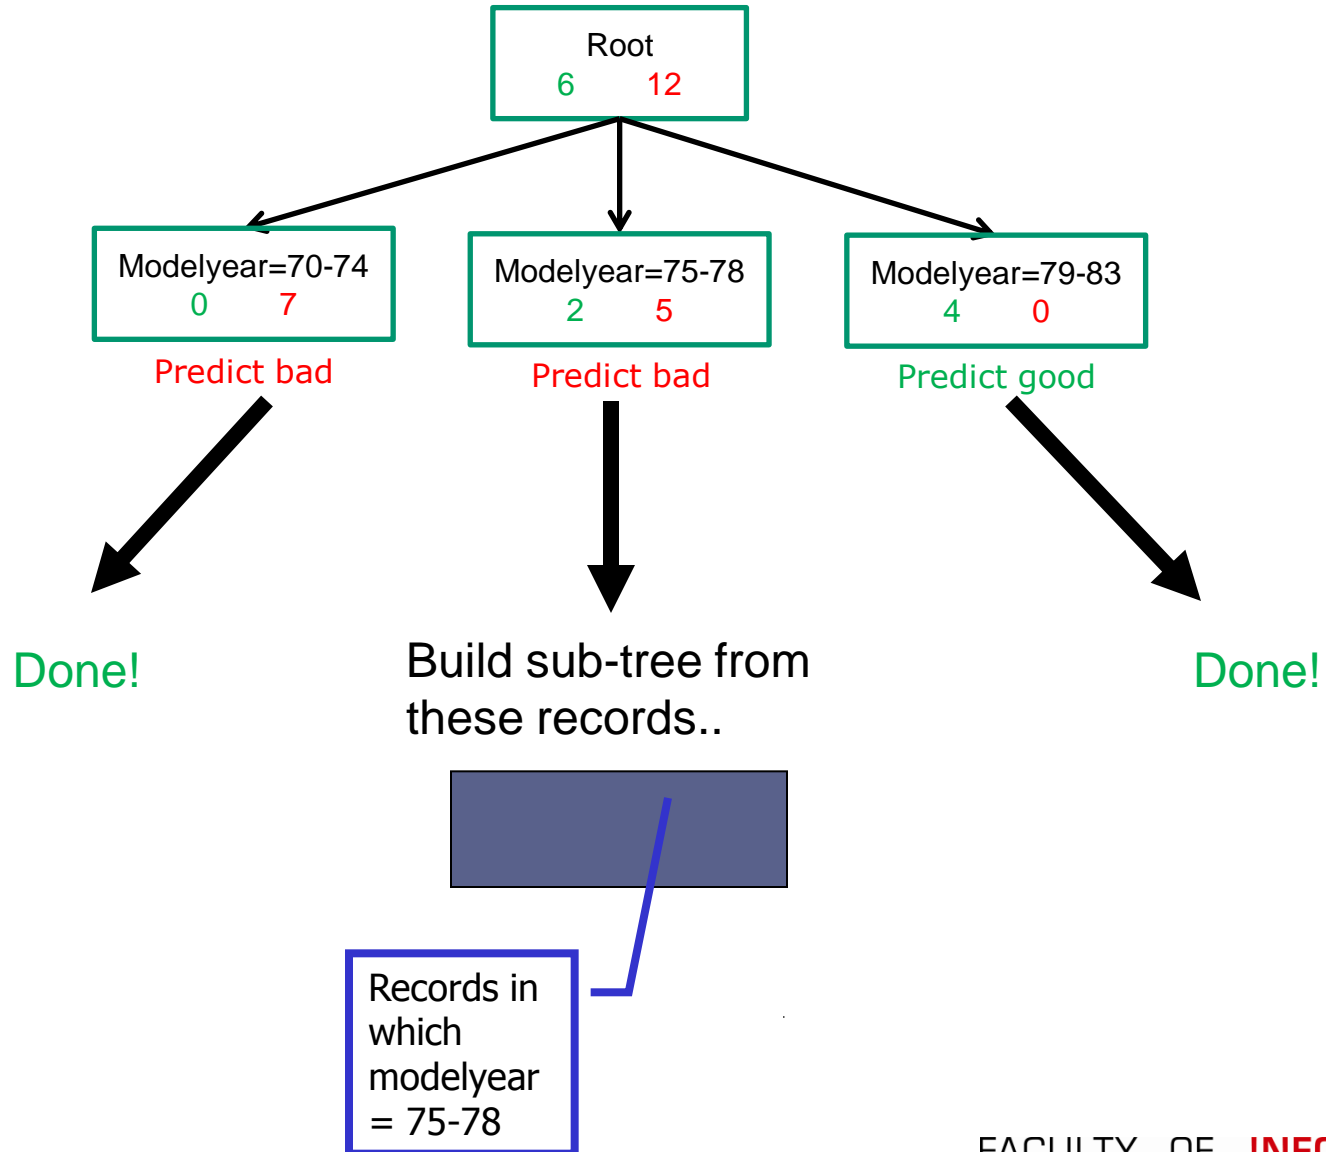 Root
6 12
Modelyear=70-74
0 7
Predict bad
Modelyear=75-78
2 5
Predict bad
Modelyear=79-83
4 0
Predict good
Done!
Build sub-tree from
these records..
Done!
Records in
which
modelyear
= 75-78
FACULTY OF